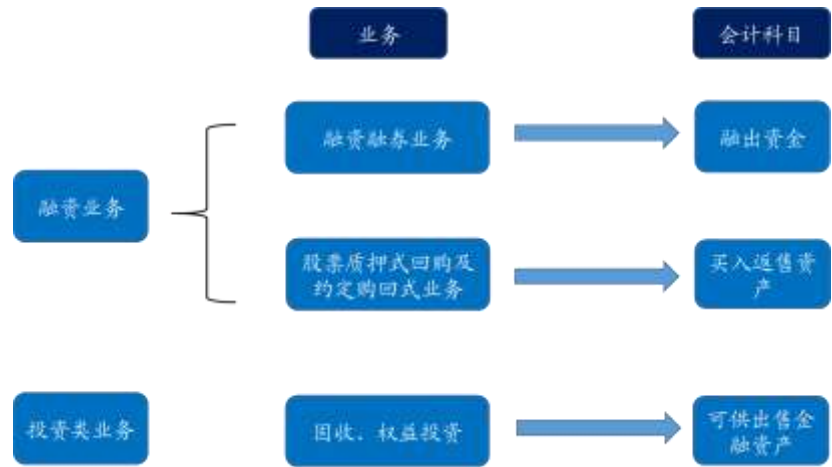 业务
会计科目
融资业务
融资融券业务
融出资金
股票质押式回购及
约定购回式业务
买入返售资
产
投资类业务
固收、权益投资
可供出售金
融资产